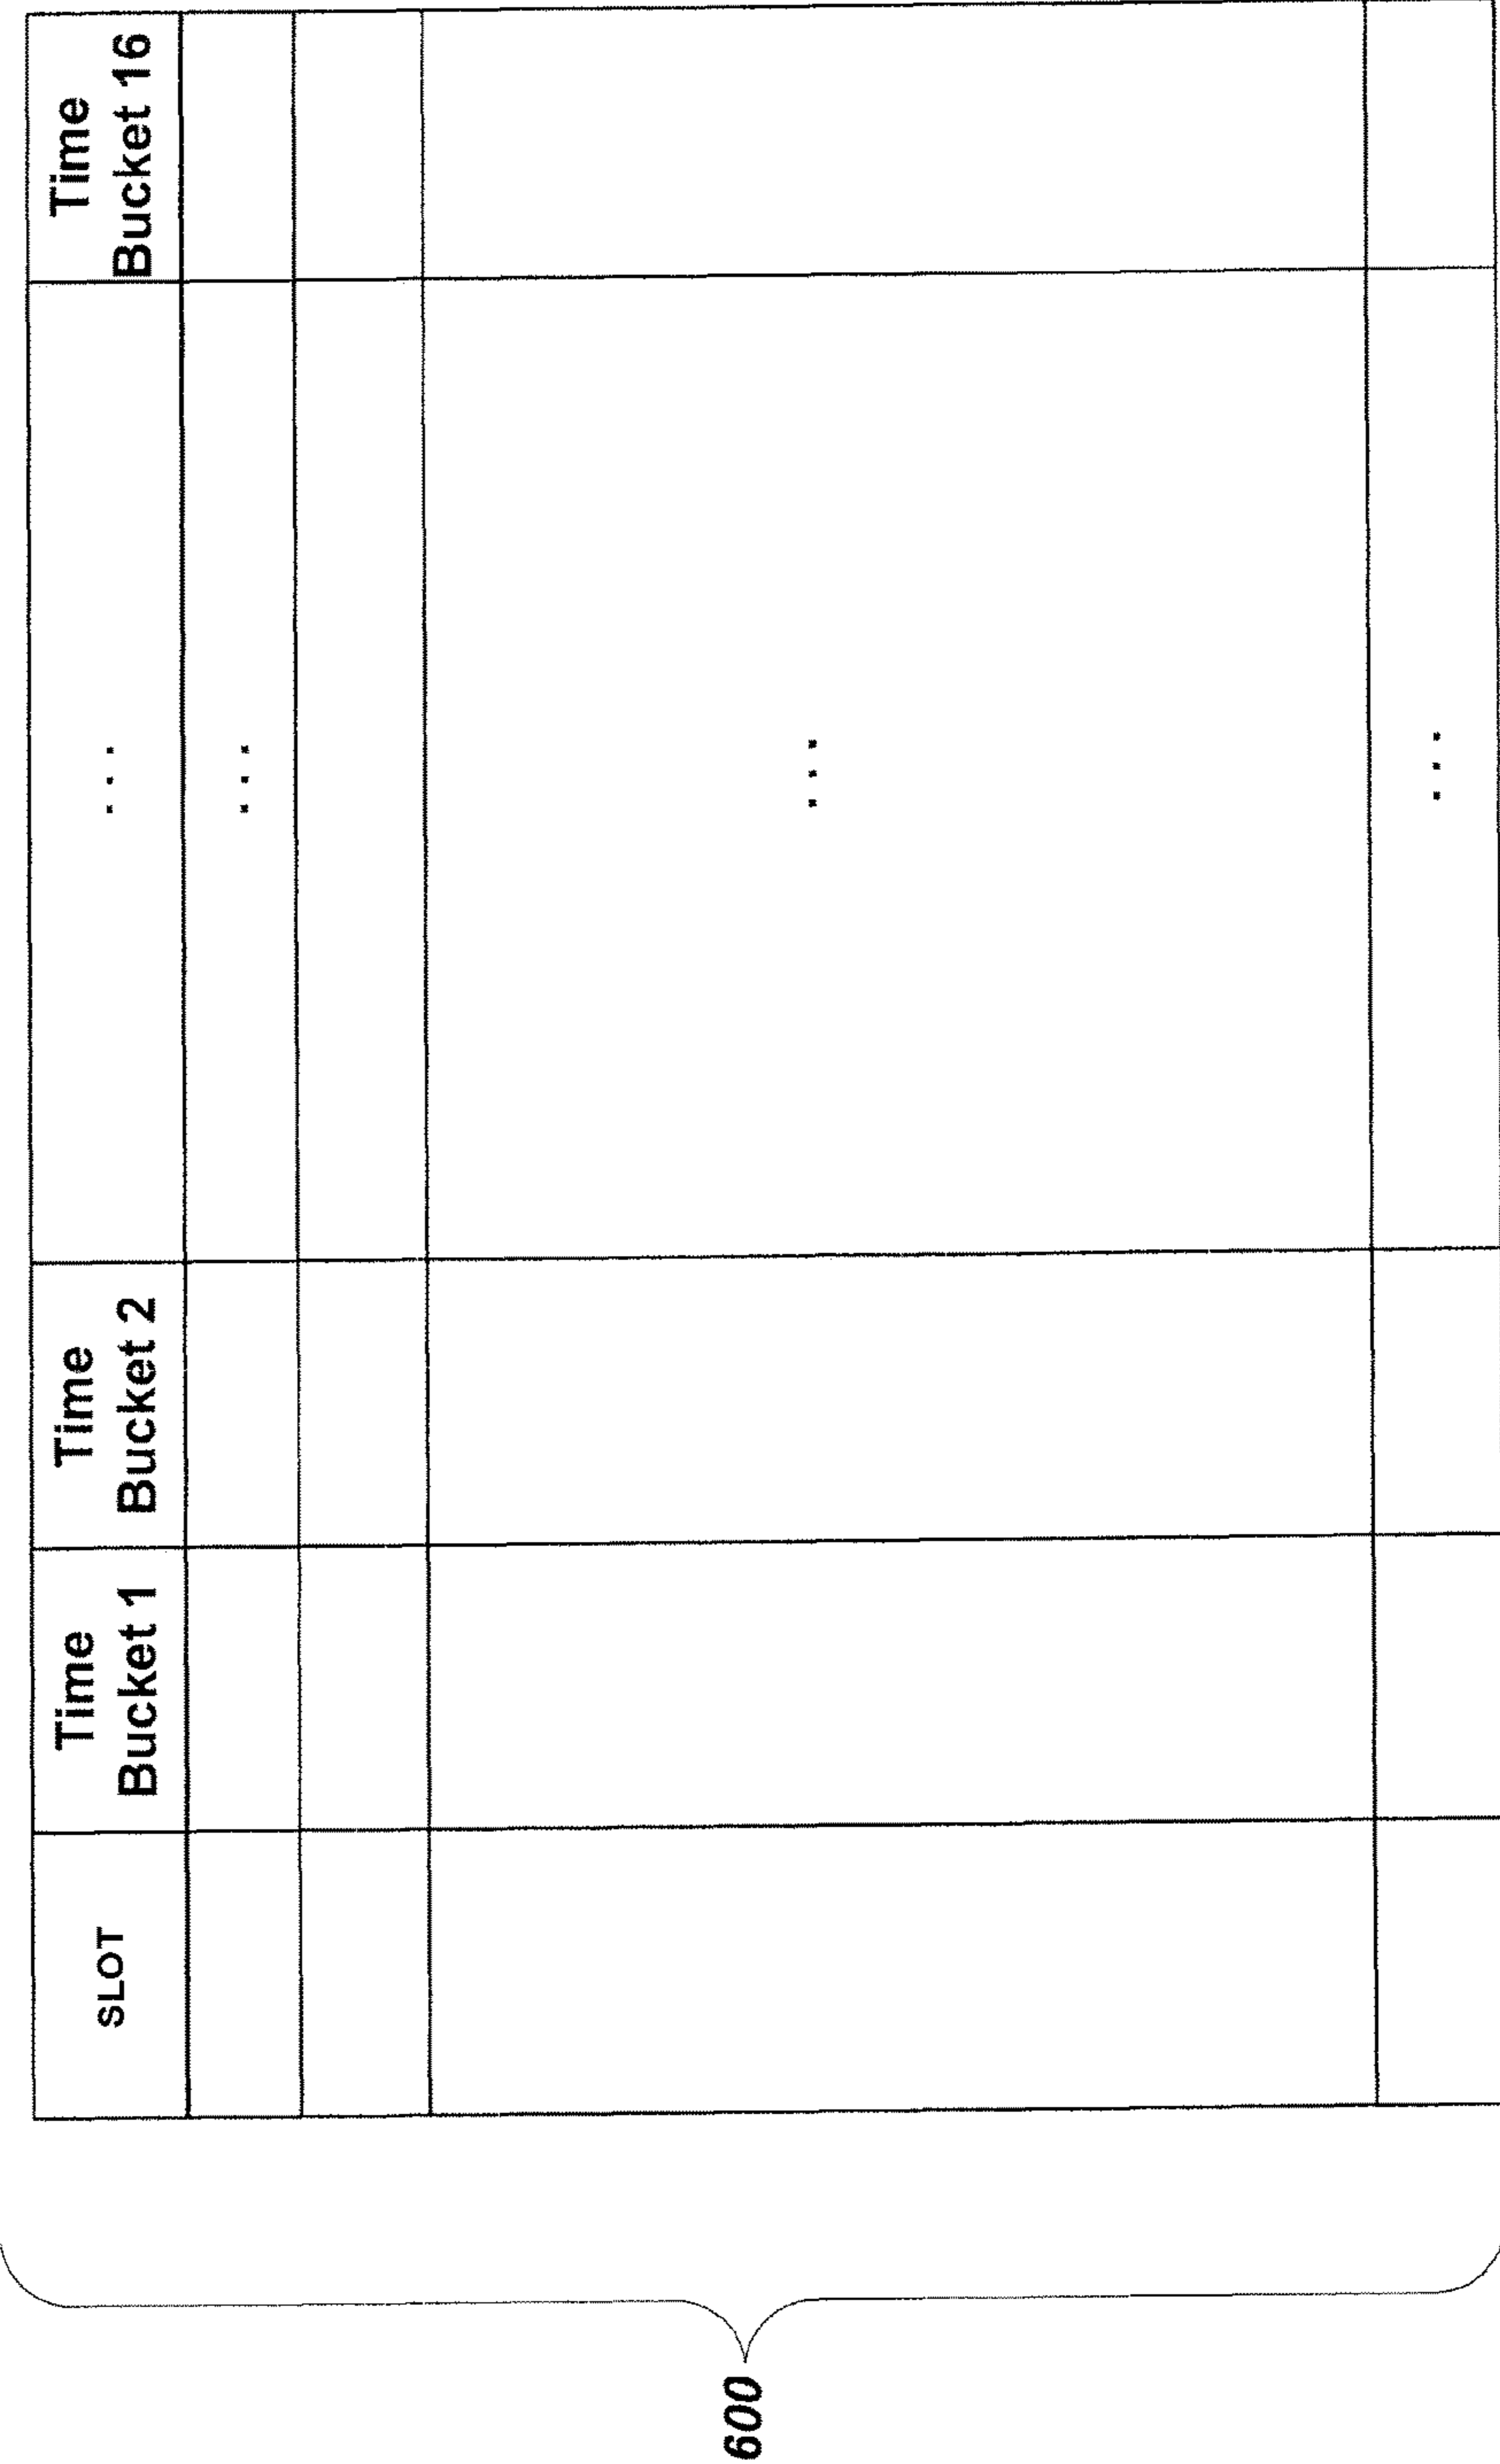 600
SLOT
Time
Bucket 1
Time
Bucket 2
. . .
Time
Bucket 16
. . .
. . .
. . .